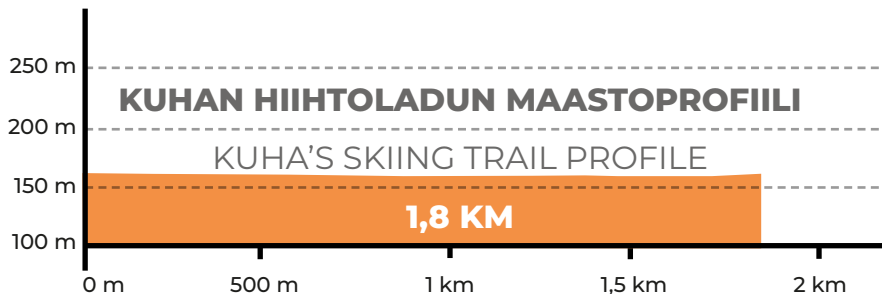 250 m
KUHAN HIIHTOLADUN MAASTOPROFIILI
200 m
KUHA'S SKIING TRAIL PROFILE
150 m
1,8 KM
100 m
0 m 500 m 1 km 1,5 km 2 km